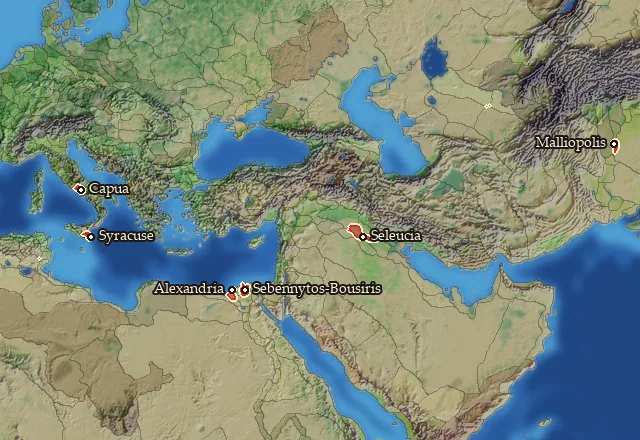 Malliopolis
Capua
Syracuse
Seleucia
Alexandria
Sebennytos-Bousiris